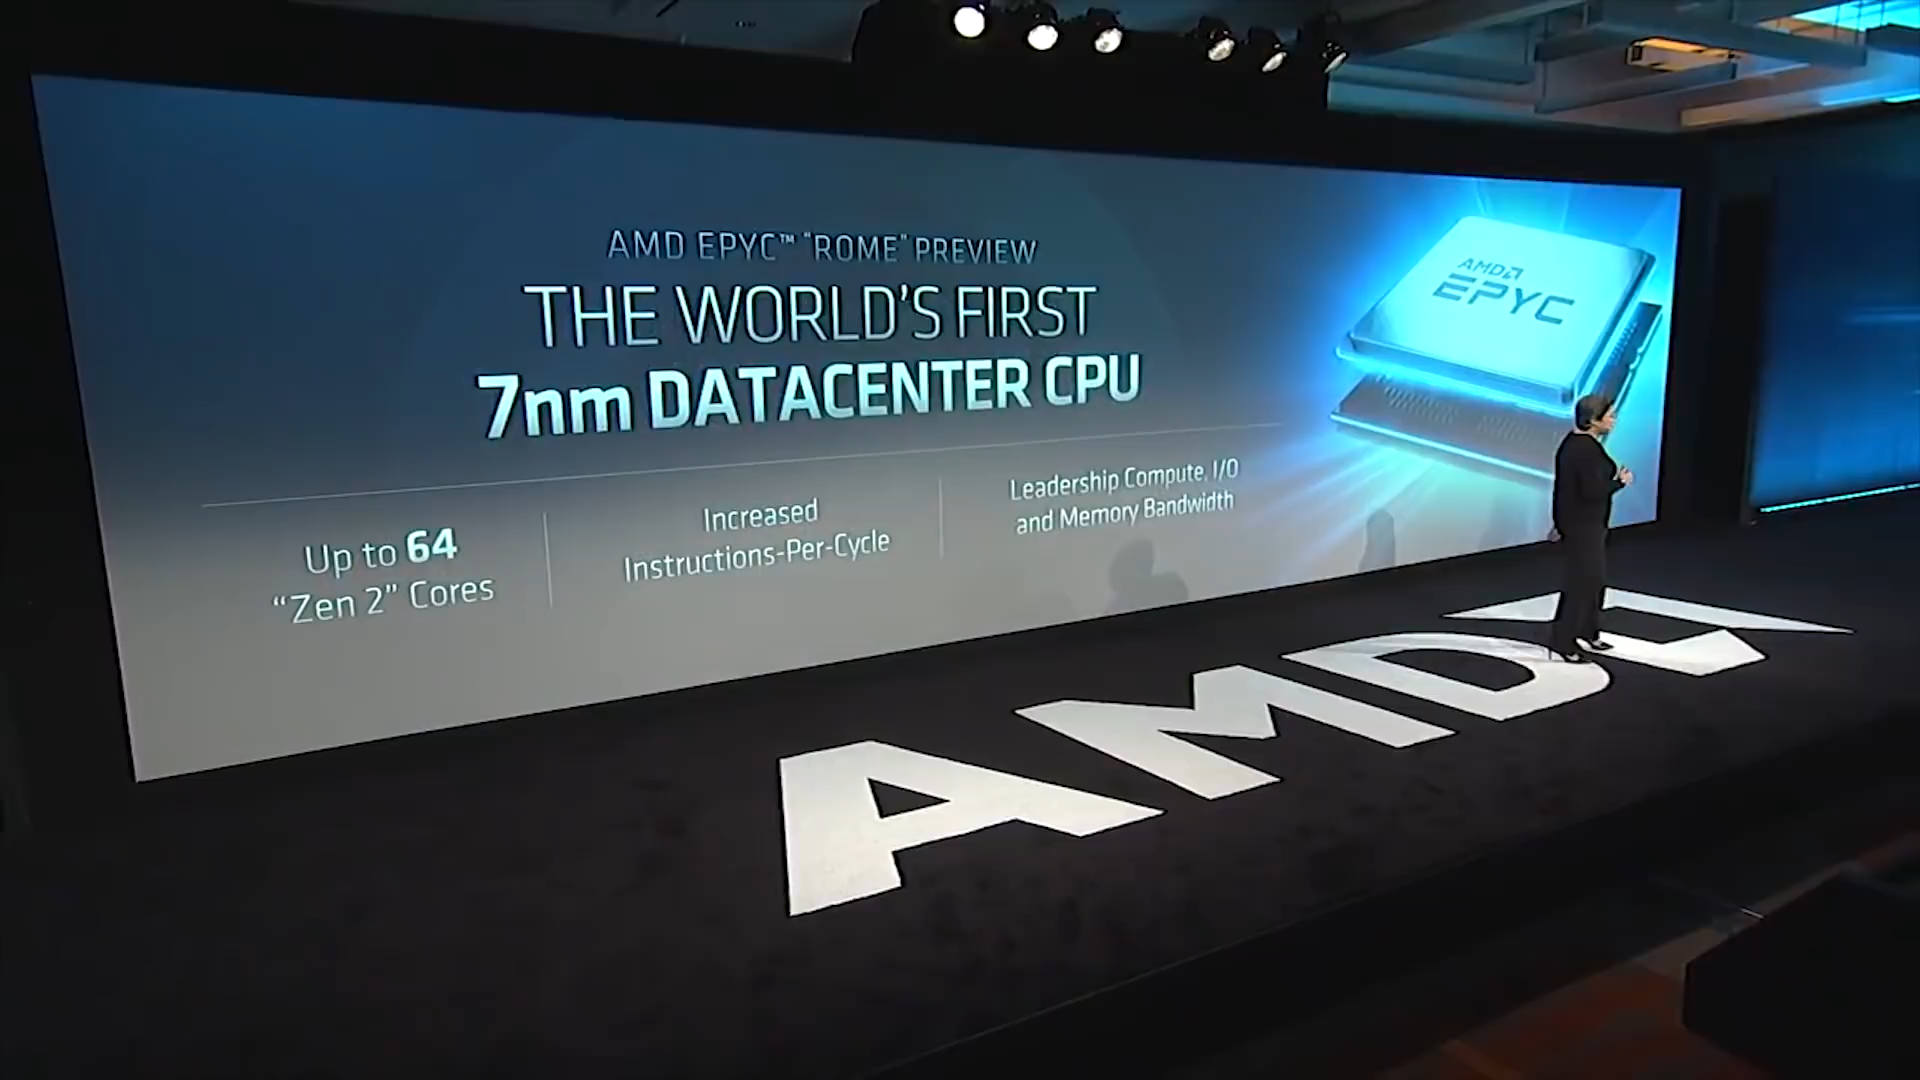 AMD EPYC™ "ROME" PREVIEW
THE WORLD'S FIRST
7nm DATACENTER CPU
Up to 64
“Zen 2” Cores
Increased
Instructions-Per-Cycle
Leadership Compute, I/O
and Memory Bandwidth
AMD
EPYC
AMD